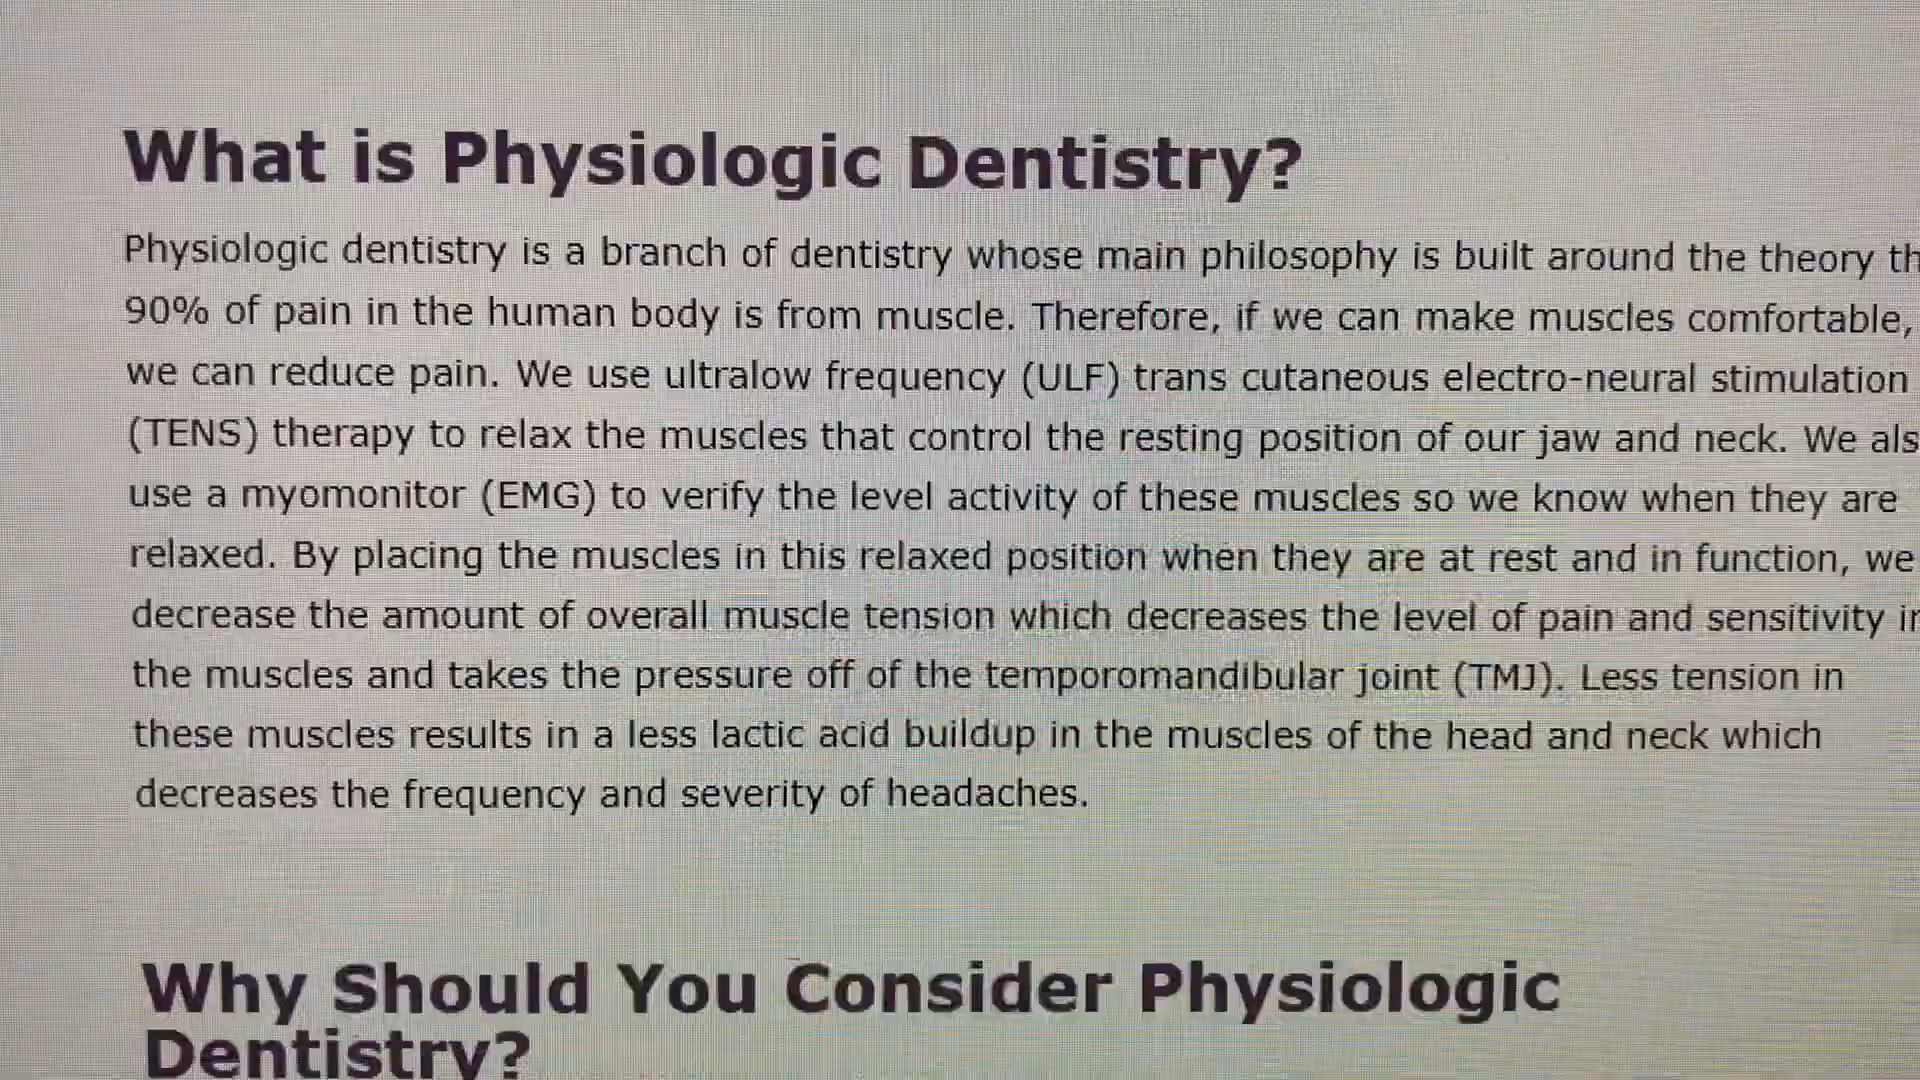 What is Physiologic Dentistry?
Physiologic dentistry is a branch of dentistry whose main philosophy is built around the theory th
90% of pain in the human body is from muscle. Therefore, if we can make muscles comfortable,
we can reduce pain. We use ultralow frequency (ULF) trans cutaneous electro-neural stimulation
(TENS) therapy to relax the muscles that control the resting position of our jaw and neck. We als
use a myomonitor (EMG) to verify the level activity of these muscles so we know when they are
relaxed. By placing the muscles in this relaxed position when they are at rest and in function, we
decrease the amount of overall muscle tension which decreases the level of pain and sensitivity in
the muscles and takes the pressure off of the temporomandibular joint (TMJ). Less tension in
these muscles results in a less lactic acid buildup in the muscles of the head and neck which
decreases the frequency and severity of headaches.
Why Should You Consider Physiologic
Dentistry?